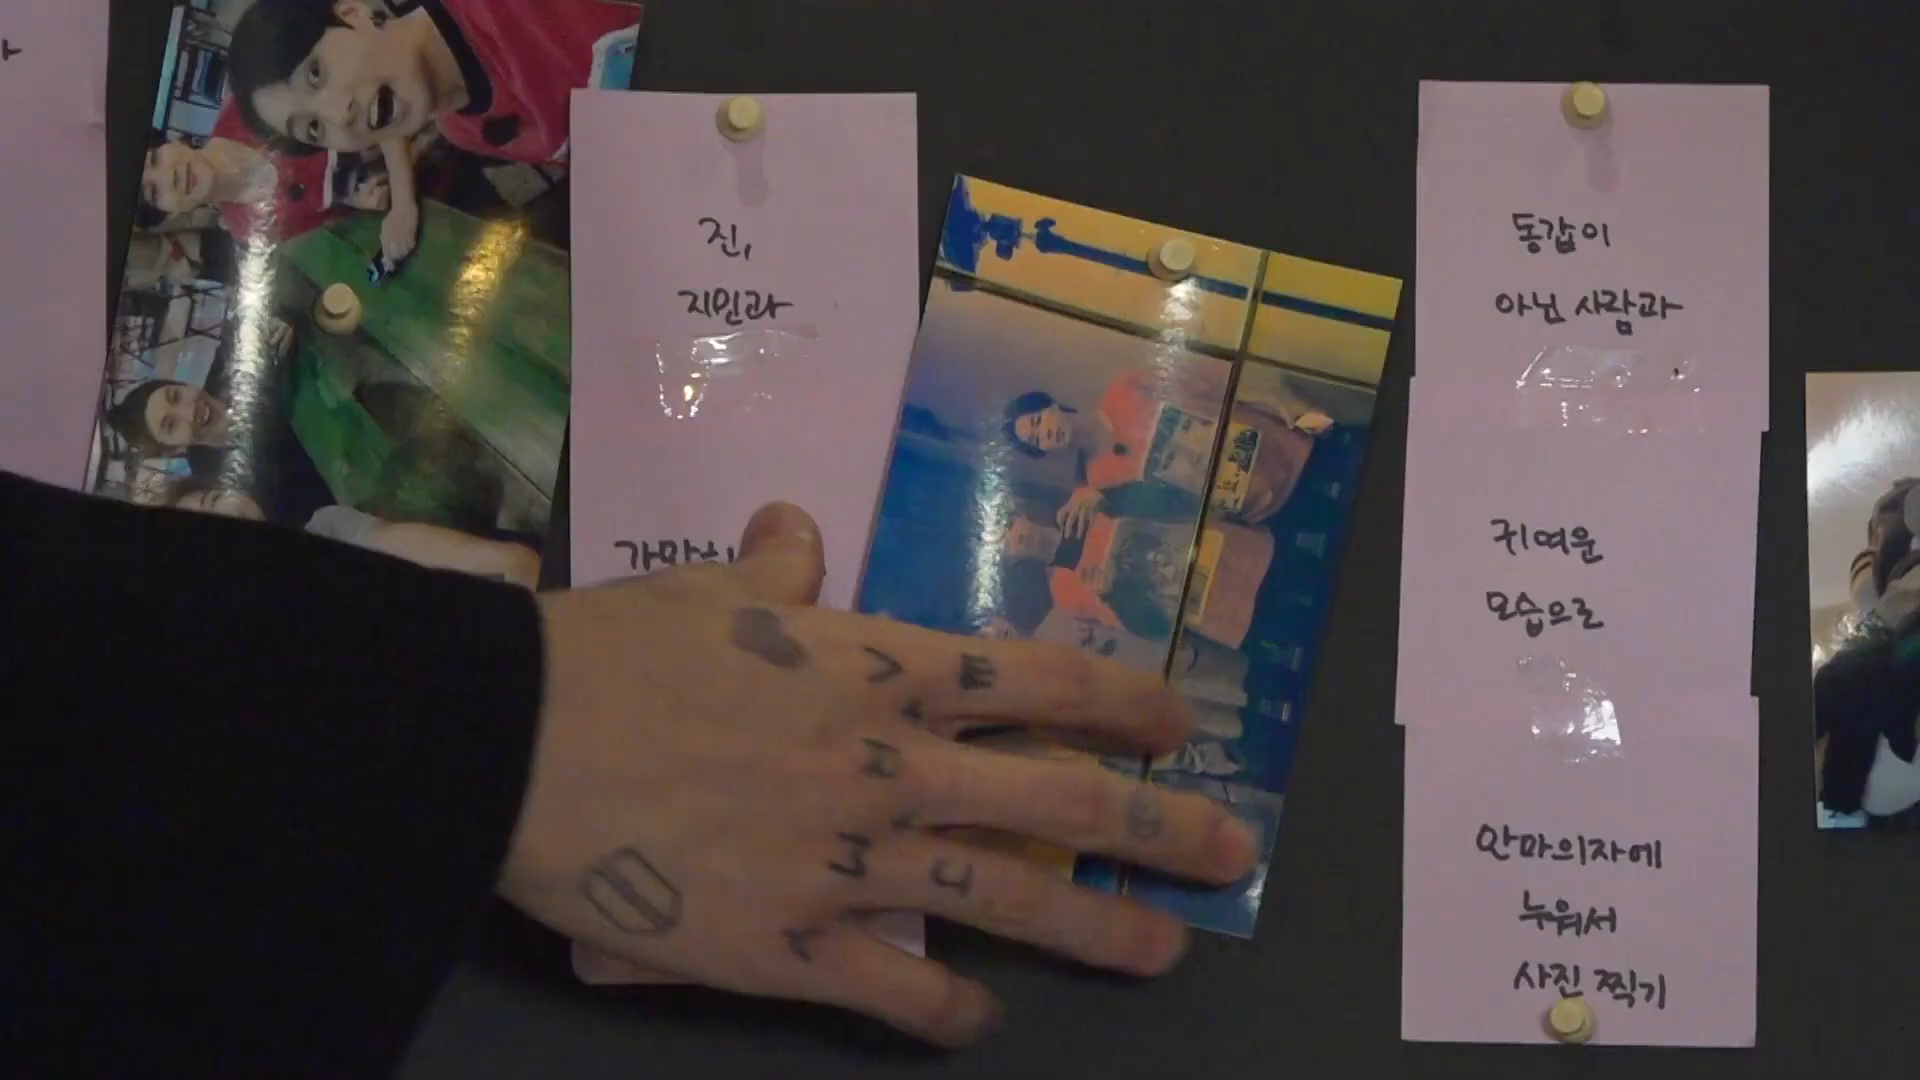 진,
지민과
동갑이
아닌 사람과
귀여운
모습으로
안마의자에
누워서
사진 찍기